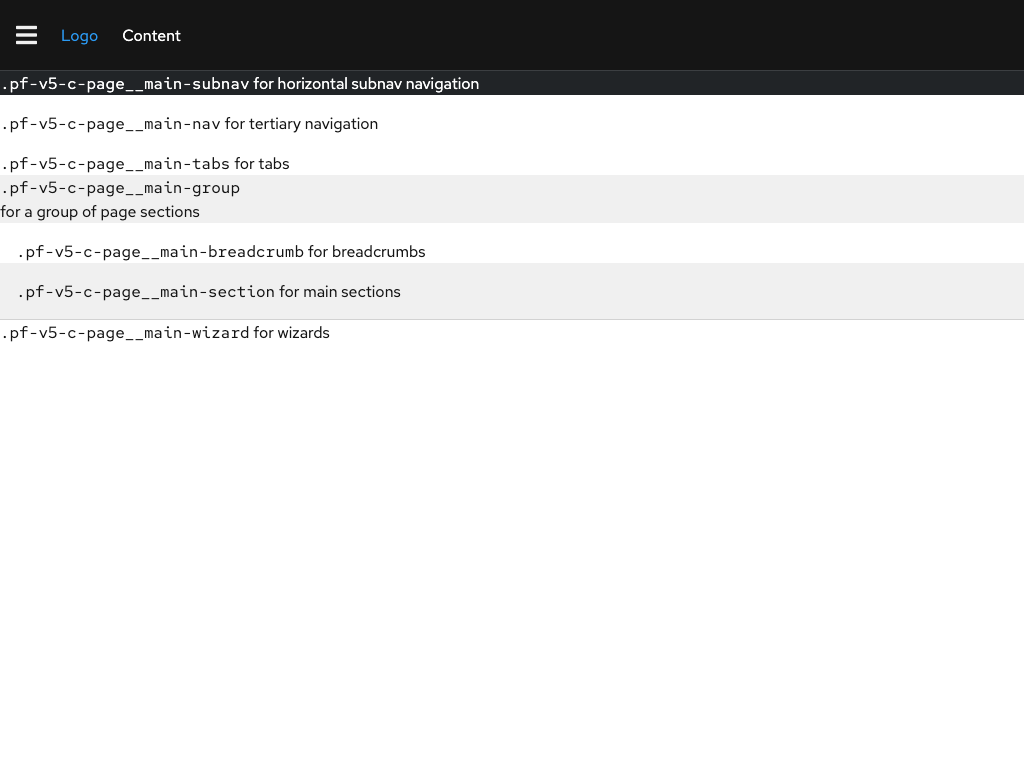 Logo Content
.pf-v5-c-page__main-subnav for horizontal subnav navigation
.pf-v5-c-page__main-nav for tertiary navigation
.pf-v5-c-page__main-tabs for tabs
.pf-v5-c-page__main-group
for a group of page sections
.pf-v5-c-page__main-breadcrumb for breadcrumbs
.pf-v5-c-page__main-section for main sections
.pf-v5-c-page__main-wizard for wizards